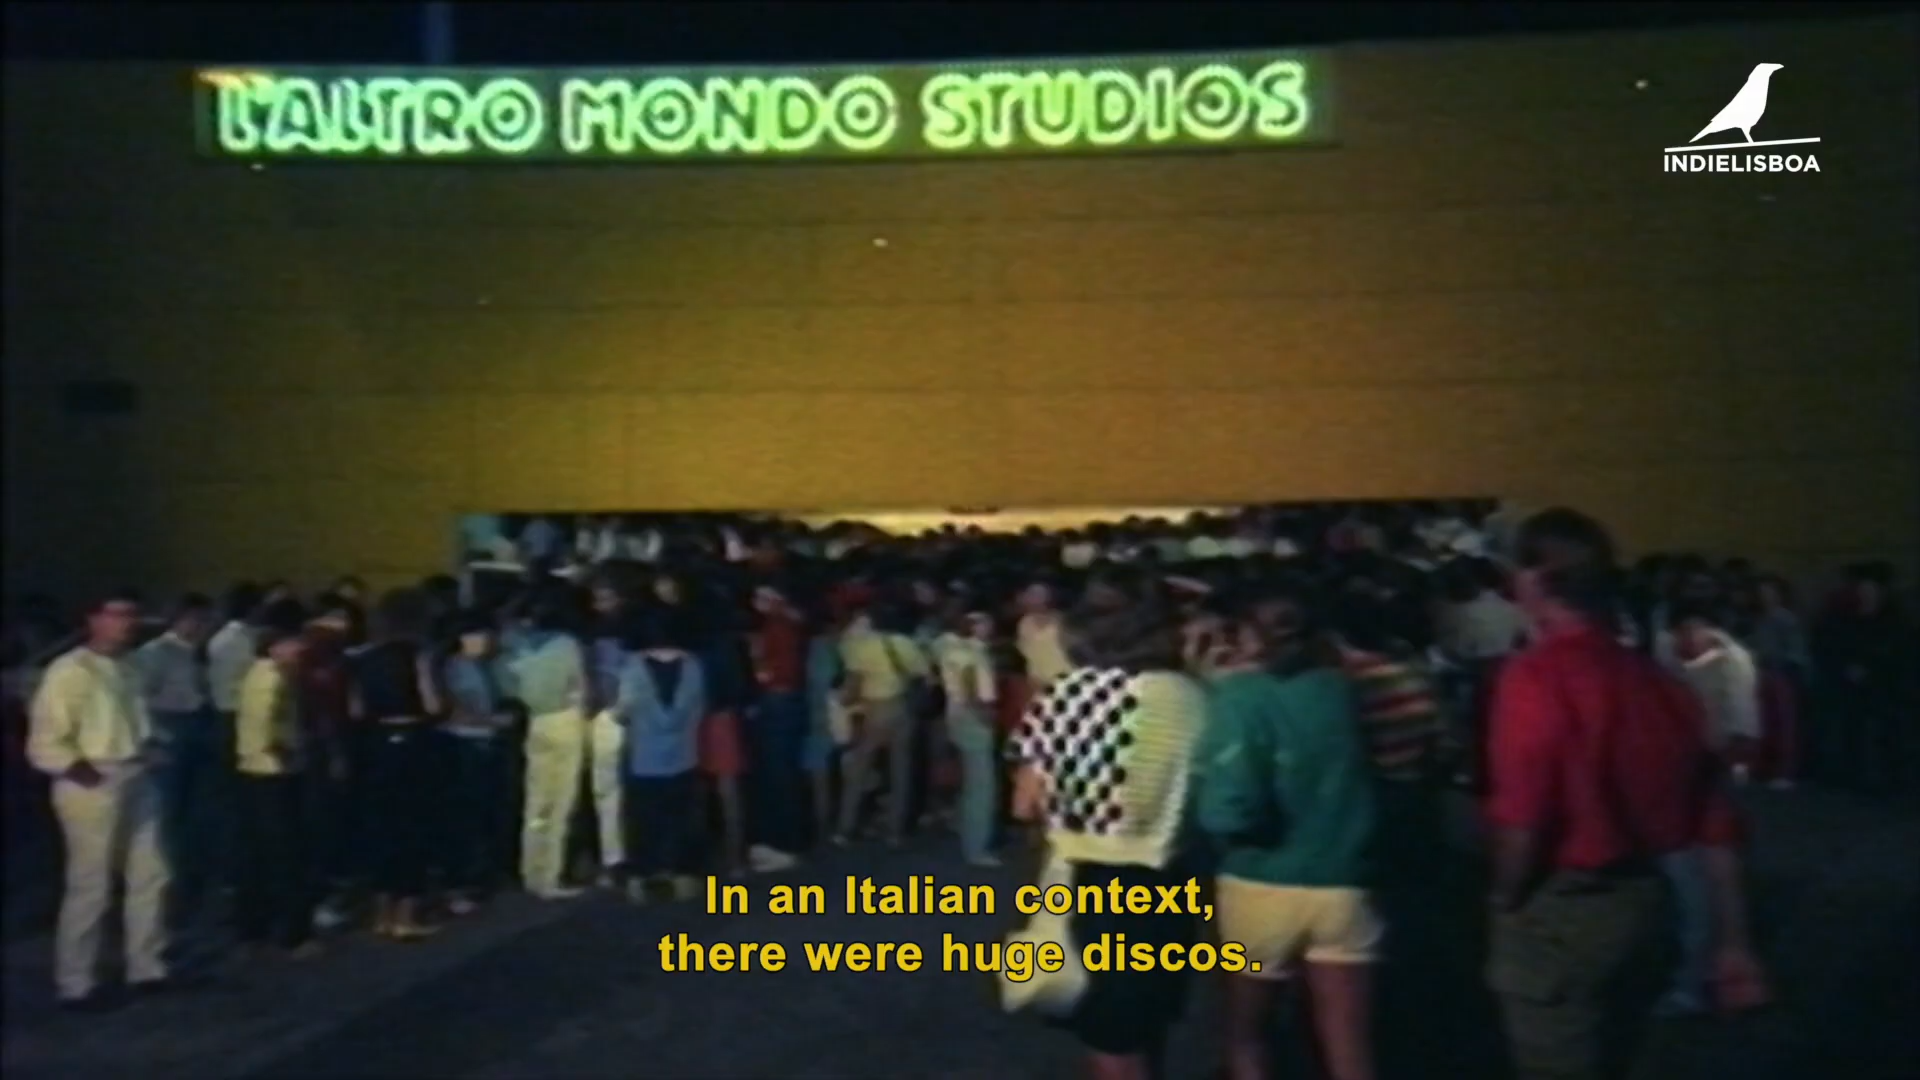 L'ALTRO MONDO STUDIOS
INDIELISBOA
In an Italian context,
there were huge discos.